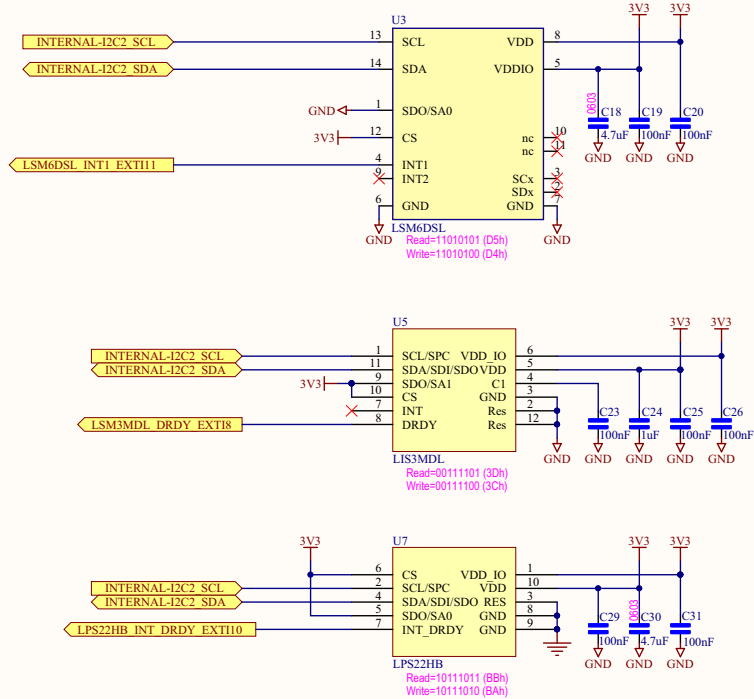 3V3 3V3
U3
INTERNAL-I2C2_SCL 13 SCL VDD 8
INTERNAL-I2C2_SDA 14 SDA VDDIO 5
GND 1 SDO/SA0 0603 C18 C19 C20
3V3 12 CS nc 10 4.7uF 100nF 100nF
nc 11
GND GND GND
LSM6DSL_INT1_EXTI11 4 INT1
9 INT2 SCx 3
SDx 2
6 GND GND 7
LSM6DSL
GND GND
Read=11010101 (D5h)
Write=11010100 (D4h)
U5 3V3 3V3
INTERNAL-I2C2_SCL 1 SCL/SPC VDD_IO 6
INTERNAL-I2C2_SDA 11 SDA/SDI/SDO VDD 5
3V3 9 SDO/SA1 C1 4
10 CS GND 3
7 INT Res 2
LSM3MDL_DRDY_EXTI8 8 DRDY Res 12
C23 C24 C25 C26
100nF 1uF 100nF 100nF
LIS3MDL
GND GND GND GND GND
Read=00111101 (3Dh)
Write=00111100 (3Ch)
U7
3V3 3V3 3V3
6 CS VDD_IO 1
INTERNAL-I2C2_SCL 2 SCL/SPC VDD 10
INTERNAL-I2C2_SDA 4 SDA/SDI/SDO RES 3
5 SDO/SA0 GND 8
LPS22HB_INT_DRDY_EXTI10 7 INT_DRDY GND 9
C29 0603 C30 C31
100nF 4.7uF 100nF
LPS22HB
GND GND GND
Read=10111011 (BBh)
Write=10111010 (BAh)